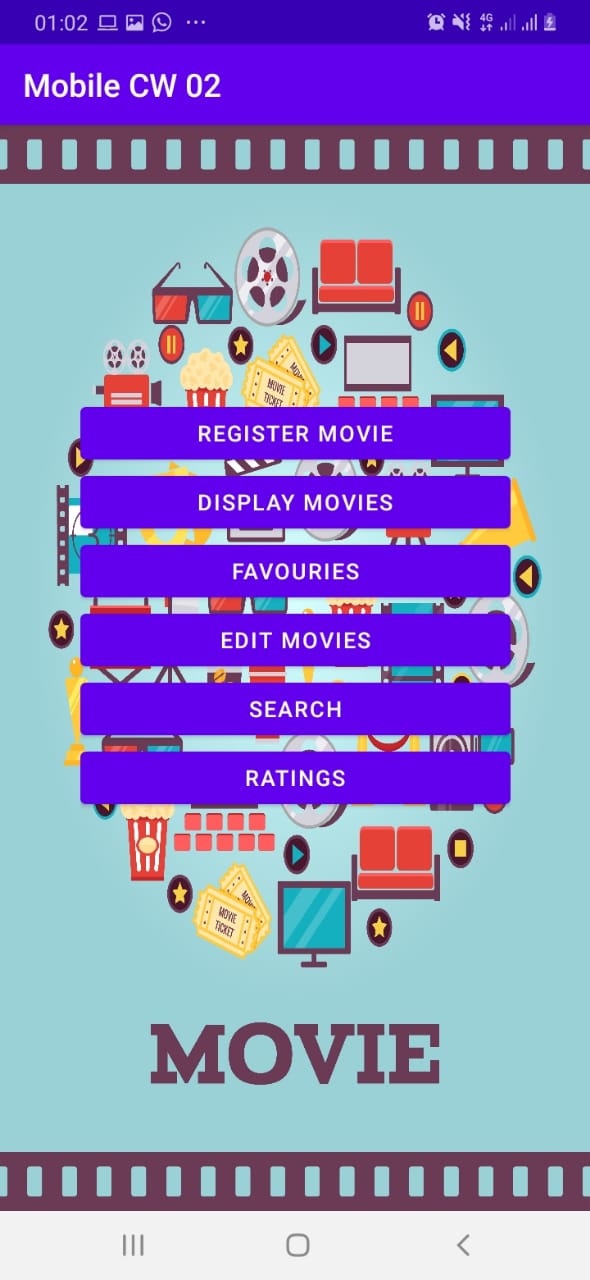 01:02
4G
Mobile CW 02
MOVIE
TICKET
REGISTER MOVIE
DISPLAY MOVIES
FAVOURIES
EDIT MOVIES
SEARCH
RATINGS
MOVIE
TICKET
MOVIE